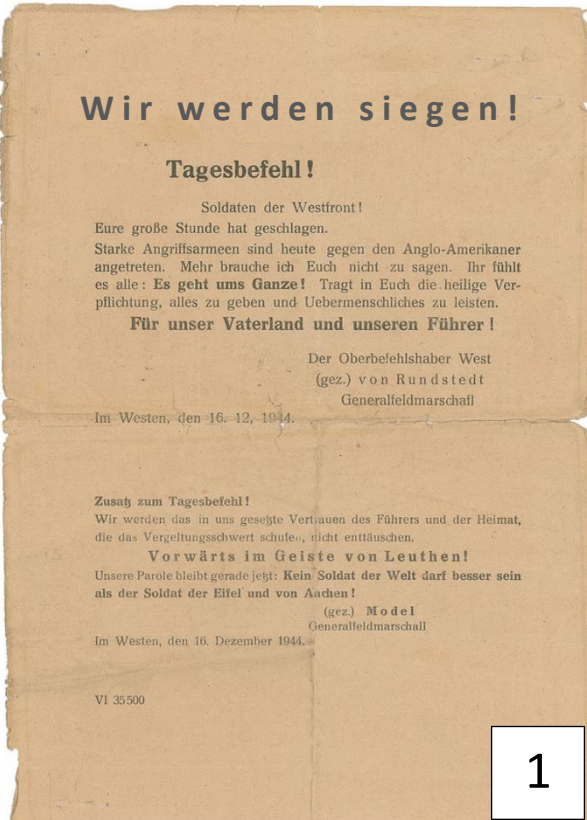 Wir werden siegen!
Tagesbefehl!
Soldaten der Westfront!
Eure große Stunde hat geschlagen.
Starke Angriffsarmeen sind heute gegen den Anglo-Amerikaner
angetreten. Mehr brauche ich Euch nicht zu sagen. Ihr fühlt
es alle: Es geht ums Ganze! Tragt in Euch die heilige Ver-
pflichtung, alles zu geben und Uebermenschliches zu leisten.
Für unser Vaterland und unseren Führer!
Der Oberbefehlshaber West
(gez.) von Rundstedt
Generalfeldmarschall
Im Westen, den 16. 12, 1944.
Zusatz zum Tagesbefehl!
Wir werden das in uns gesetzte Vertrauen des Führers und der Heimat,
die das Vergeltungsschwert schufen, nicht enttäuschen.
Vorwärts im Geiste von Leuthen!
Unsere Parole bleibt gerade jetzt: Kein Soldat der Welt darf besser sein
als der Soldat der Eifel und von Aachen!
(gez.) Model
Generalfeldmarschall
Im Westen, den 16. Dezember 1944.
VI 35500
1